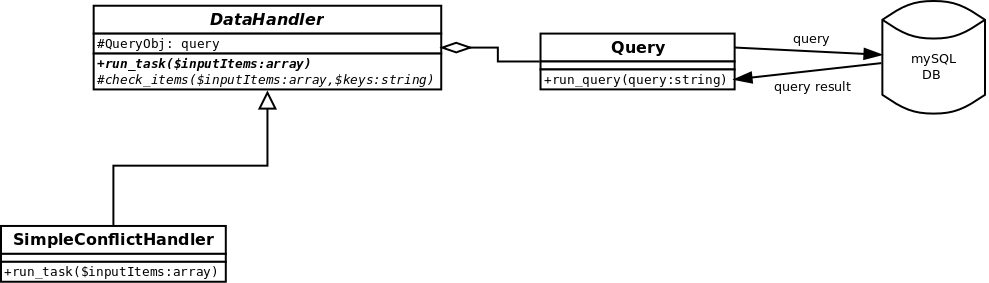 DataHandler
#QueryObj: query
+run_task($inputItems:array)
#check_items($inputItems:array,$keys:string)
Query
+run_query(query:string)
query
query result
mySQL
DB
SimpleConflictHandler
+run_task($inputItems:array)